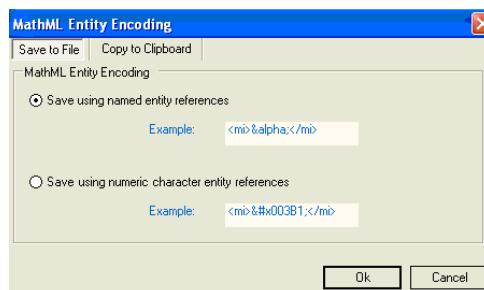 MathML Entity Encoding
Save to File Copy to Clipboard
MathML Entity Encoding
Save using named entity references
Example: <mi>&alpha;</mi>
Save using numeric character entity references
Example: <mi>&#x003B1;</mi>
Ok Cancel